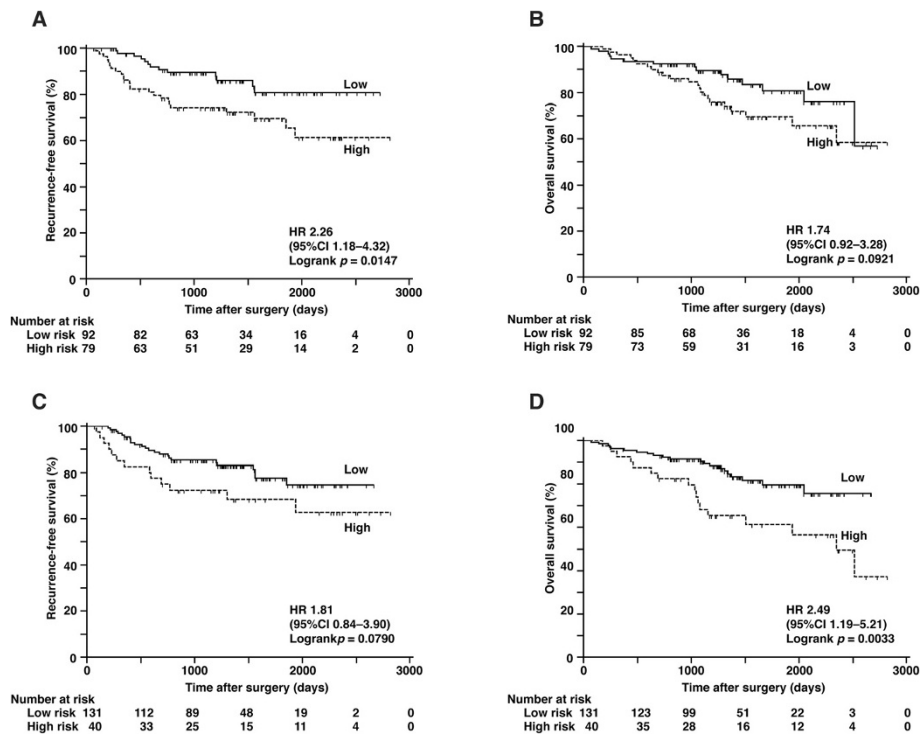 A
Recurrence-free survival (%)
100
80
60
40
20
0
Low
High
HR 2.26
(95%CI 1.18–4.32)
Logrank p = 0.0147
0 1000 2000 3000
Time after surgery (days)
Number at risk
Low risk 92 82 63 34 16 4 0
High risk 79 63 51 29 14 2 0
B
Overall survival (%)
100
80
60
40
20
0
Low
High
HR 1.74
(95%CI 0.92–3.28)
Logrank p = 0.0921
0 1000 2000 3000
Time after surgery (days)
Number at risk
Low risk 92 85 68 36 18 4 0
High risk 79 73 59 31 16 3 0
C
Recurrence-free survival (%)
100
80
60
40
20
0
Low
High
HR 1.81
(95%CI 0.84–3.90)
Logrank p = 0.0790
0 1000 2000 3000
Time after surgery (days)
Number at risk
Low risk 131 112 89 48 19 2 0
High risk 40 33 25 15 11 4 0
D
Overall survival (%)
100
80
60
40
20
0
Low
High
HR 2.49
(95%CI 1.19–5.21)
Logrank p = 0.0033
0 1000 2000 3000
Time after surgery (days)
Number at risk
Low risk 131 123 99 51 22 3 0
High risk 40 35 28 16 12 4 0